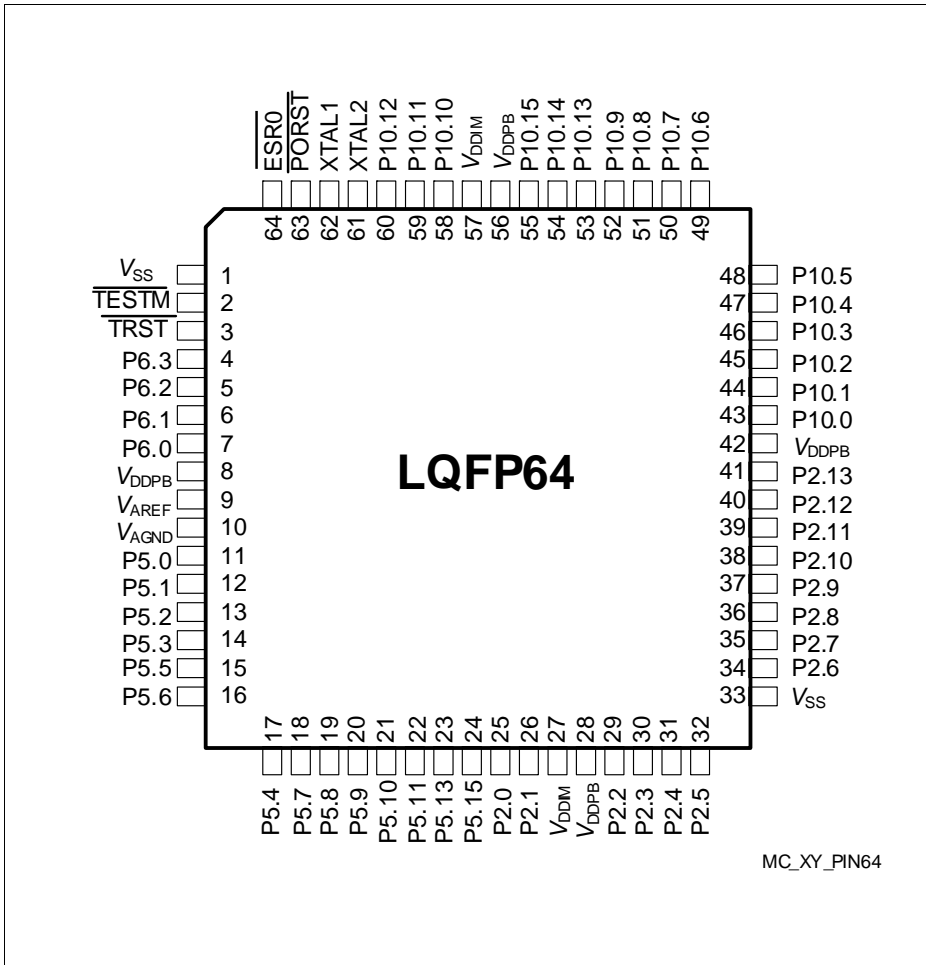 ESR0
PORST
XTAL1
XTAL2
P10.12
P10.11
P10.10
VDDIM
VDDPB
P10.15
P10.14
P10.13
P10.9
P10.8
P10.7
P10.6
64
63
62
61
60
59
58
57
56
55
54
53
52
51
50
49
VSS 1
TESTM 2
TRST 3
P6.3 4
P6.2 5
P6.1 6
P6.0 7
VDDPB 8
VAREF 9
VAGND 10
P5.0 11
P5.1 12
P5.2 13
P5.3 14
P5.5 15
P5.6 16
LQFP64
48 P10.5
47 P10.4
46 P10.3
45 P10.2
44 P10.1
43 P10.0
42 VDDPB
41 P2.13
40 P2.12
39 P2.11
38 P2.10
37 P2.9
36 P2.8
35 P2.7
34 P2.6
33 VSS
17
18
19
20
21
22
23
24
25
26
27
28
29
30
31
32
P5.4
P5.7
P5.8
P5.9
P5.10
P5.11
P5.13
P5.15
P2.0
P2.1
VDDIM
VDDPB
P2.2
P2.3
P2.4
P2.5
MC_XY_PIN64